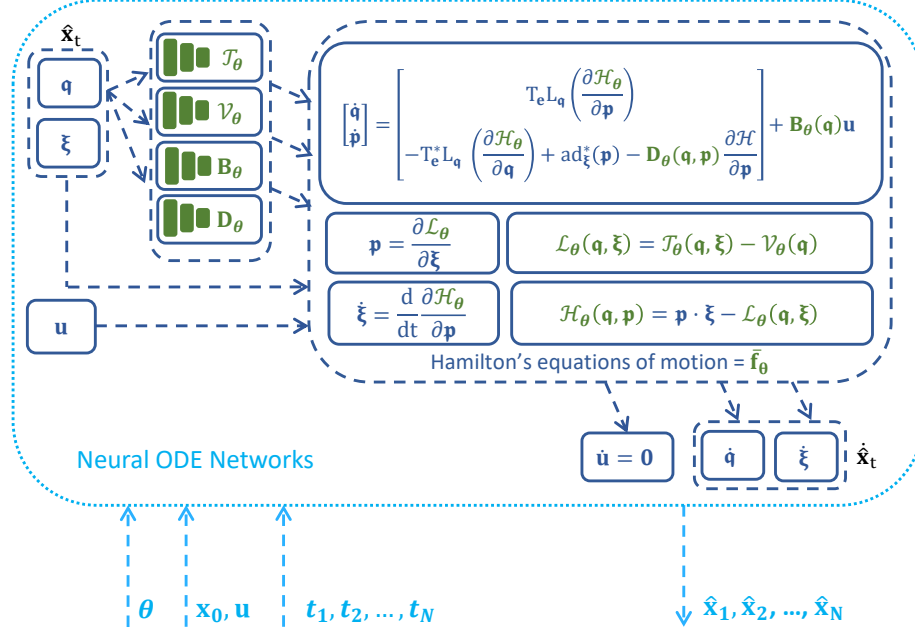 x̂_t
𝔮
ξ
u
𝒯_θ
𝒱_θ
B_θ
D_θ
[𝔮̇ 𝔭̇] = [ T_e L_𝔮 (∂ℋ_θ/∂𝔭) ; −T_e^* L_𝔮 (∂ℋ_θ/∂𝔮) + ad_ξ^*(𝔭) − D_θ(𝔮, 𝔭) ∂ℋ/∂𝔭 ] + B_θ(𝔮)u
𝔭 = ∂ℒ_θ/∂ξ
ℒ_θ(𝔮, ξ) = 𝒯_θ(𝔮, ξ) − 𝒱_θ(𝔮)
ξ̇ = d/dt ∂ℋ_θ/∂𝔭
ℋ_θ(𝔮, 𝔭) = 𝔭 · ξ − ℒ_θ(𝔮, ξ)
Hamilton's equations of motion = f̄_θ
u̇ = 0
𝔮̇
ξ̇
x̂̇_t
Neural ODE Networks
θ
x_0, u
t_1, t_2, ..., t_N
x̂_1, x̂_2, ..., x̂_N